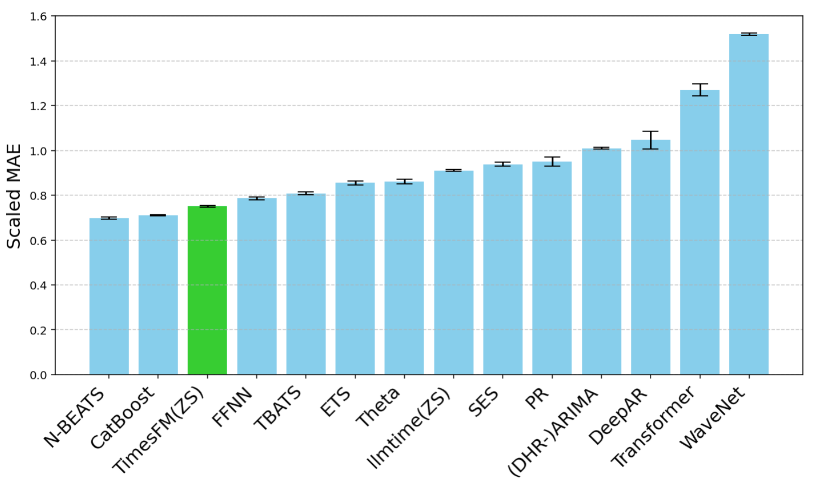 Scaled MAE
1.6
1.4
1.2
1.0
0.8
0.6
0.4
0.2
0.0
N-BEATS
CatBoost
TimesFM(ZS)
FFNN
TBATS
ETS
Theta
llmtime(ZS)
SES
PR
(DHR-)ARIMA
DeepAR
Transformer
WaveNet